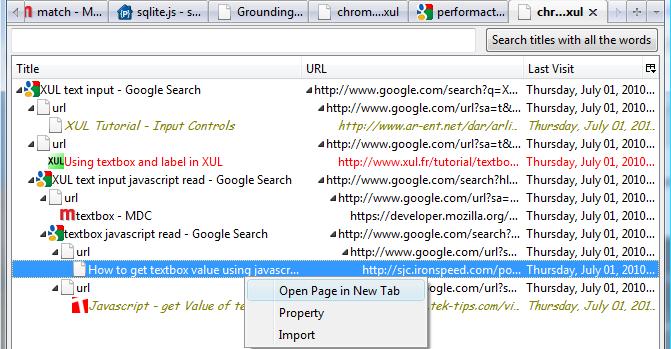 match - M... sqlite.js - s... Grounding... chrom....xul performact... chr...xul
Search titles with all the words
Title URL Last Visit
XUL text input - Google Search http://www.google.com/search?q=X... Thursday, July 01, 2010...
url http://www.google.com/url?sa=t&... Thursday, July 01, 2010...
XUL Tutorial - Input Controls http://www.ar-ent.net/dar/arli... Thursday, July 01, 201...
url http://www.google.com/url?sa=t&... Thursday, July 01, 2010...
XUL Using textbox and label in XUL http://www.xul.fr/tutorial/textbo... Thursday, July 01, 2010...
XUL text input javascript read - Google Search http://www.google.com/search?hl... Thursday, July 01, 2010...
url http://www.google.com/url?sa=... Thursday, July 01, 2010...
textbox - MDC https://developer.mozilla.org/... Thursday, July 01, 2010...
textbox javascript read - Google Search http://www.google.com/search?... Thursday, July 01, 2010...
url http://www.google.com/url?s... Thursday, July 01, 2010...
How to get textbox value using javascr... http://sjc.ironspeed.com/po... Thursday, July 01, 2010...
url .google.com/url?s... Thursday, July 01, 2010...
Javascript - get Value of te tek-tips.com/vi... Thursday, July 01, 201...
Open Page in New Tab
Property
Import